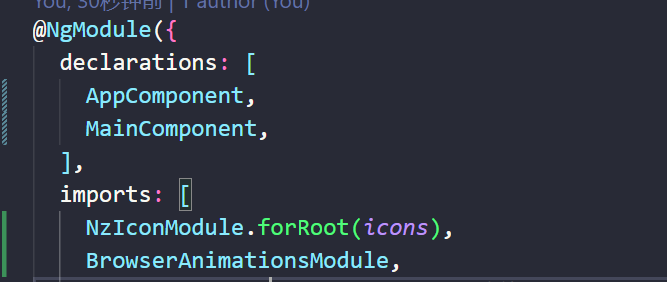 You, 30秒钟前 | 1 author (You)
@NgModule({
declarations: [
AppComponent,
MainComponent,
],
imports: [
NzIconModule.forRoot(icons),
BrowserAnimationsModule,